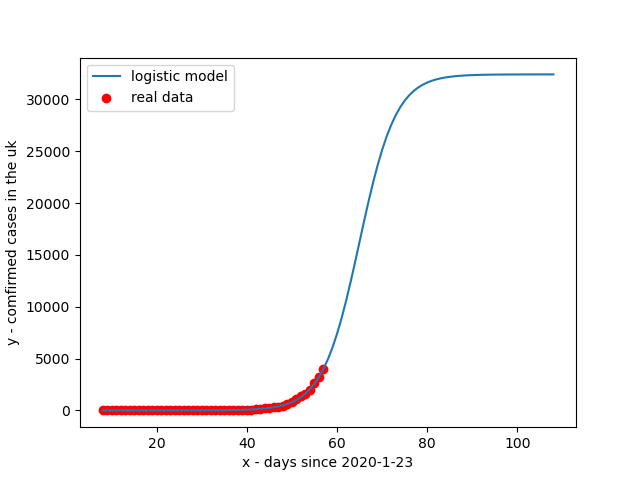 logistic model
real data
30000
25000
20000
15000
10000
5000
0
y - comfirmed cases in the uk
20 40 60 80 100
x - days since 2020-1-23